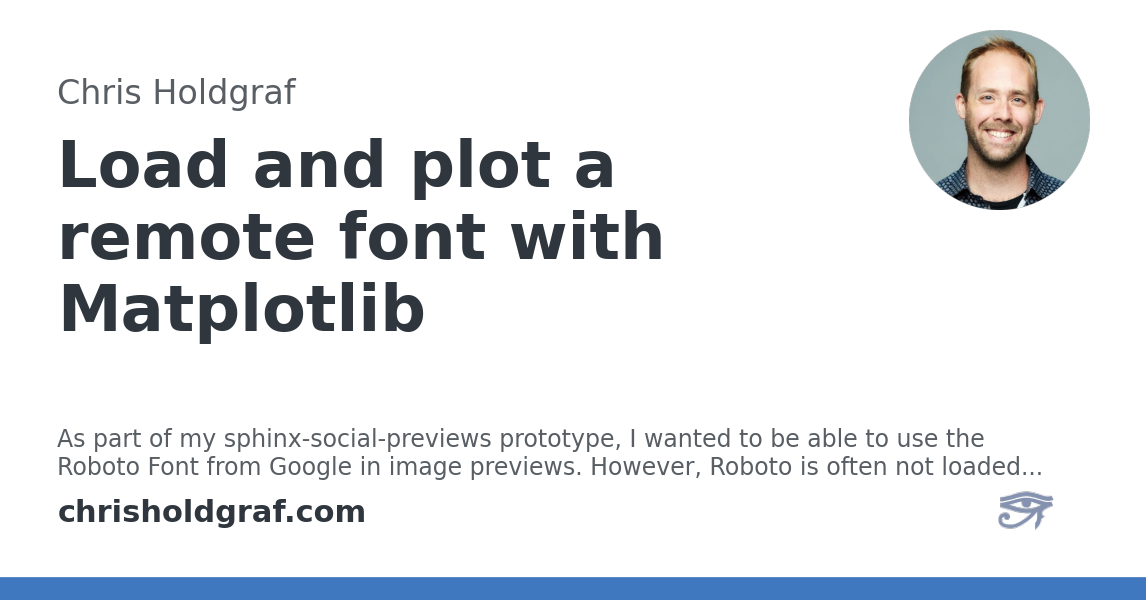 Chris Holdgraf
Load and plot a
remote font with
Matplotlib
As part of my sphinx-social-previews prototype, I wanted to be able to use the
Roboto Font from Google in image previews. However, Roboto is often not loaded...
chrisholdgraf.com